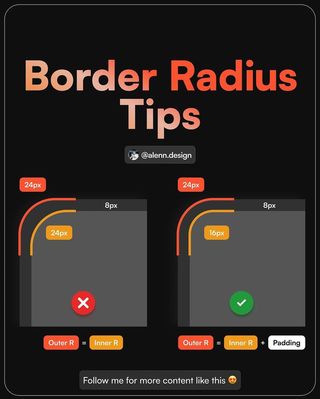 Border Radius
Tips
@alenn.design
24px
24px
8px
8px
24px
16px
Outer R = Inner R
Outer R = Inner R + Padding
Follow me for more content like this 😍